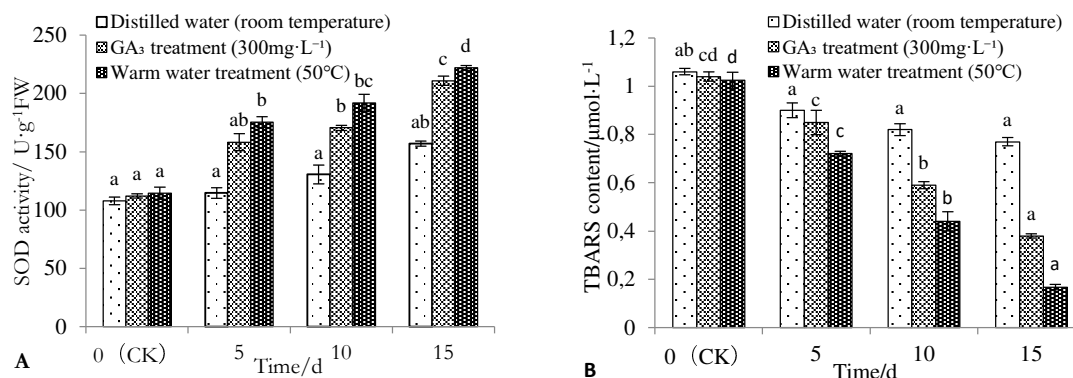 Distilled water (room temperature)
GA₃ treatment (300mg·L⁻¹)
Warm water treatment (50°C)
SOD activity/ U·g⁻¹FW
250
200
150
100
50
0
a a a
a ab b
a b bc
ab c d
0 （CK） 5 10 15
Time/d
A
Distilled water (room temperature)
GA₃ treatment (300mg·L⁻¹)
Warm water treatment (50°C)
TBARS content/μmol·L⁻¹
1,2
1
0,8
0,6
0,4
0,2
0
ab cd d
a c c
a b b
a a a
0 （CK） 5 10 15
Time/d
B